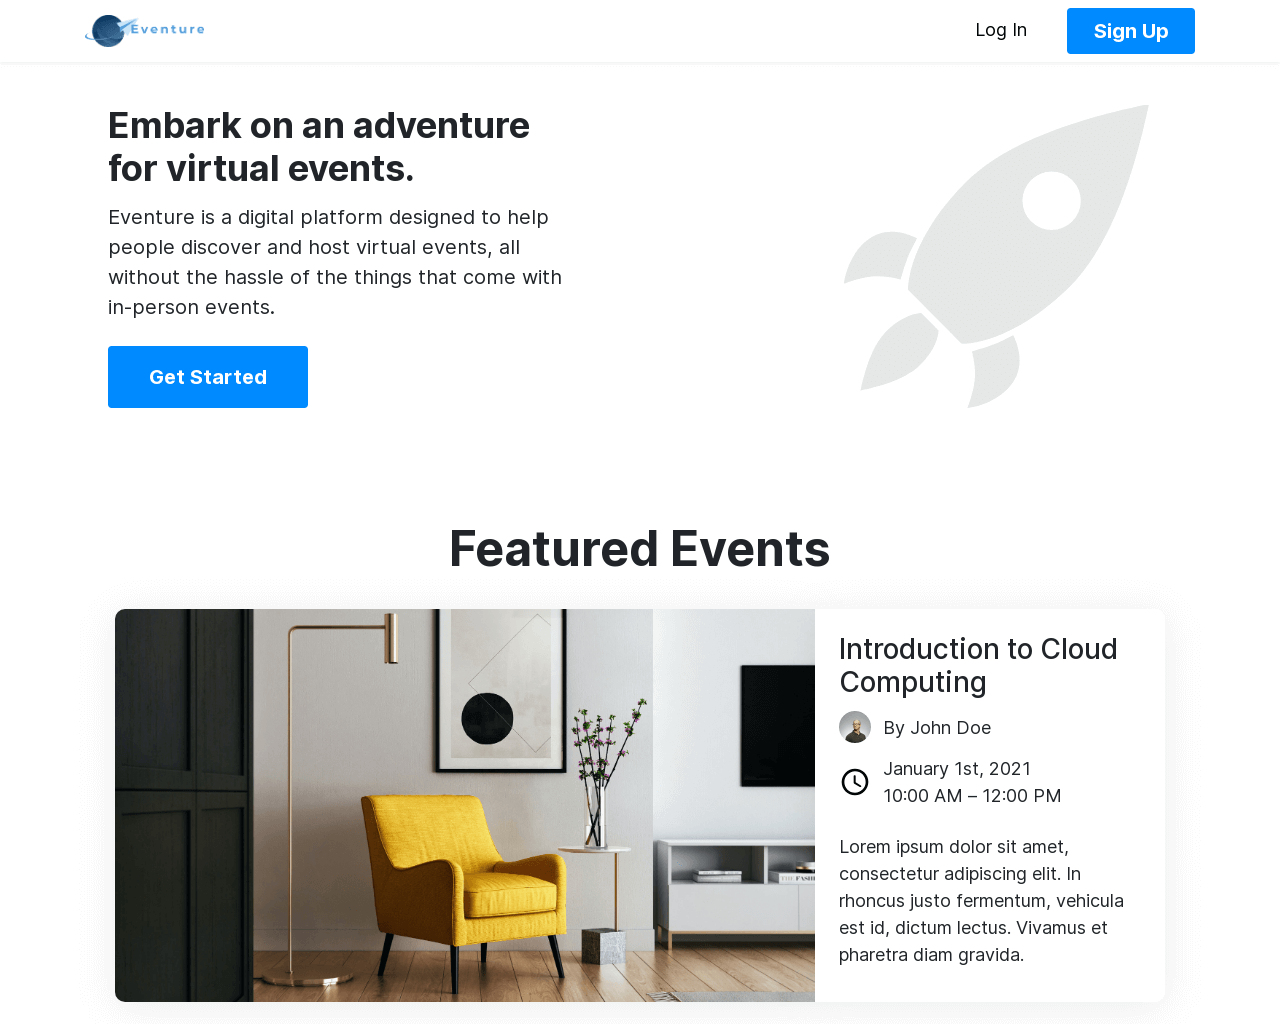 Eventure
Log In
Sign Up
Embark on an adventure
for virtual events.
Eventure is a digital platform designed to help
people discover and host virtual events, all
without the hassle of the things that come with
in-person events.
Get Started
Featured Events
Introduction to Cloud
Computing
By John Doe
January 1st, 2021
10:00 AM – 12:00 PM
Lorem ipsum dolor sit amet,
consectetur adipiscing elit. In
rhoncus justo fermentum, vehicula
est id, dictum lectus. Vivamus et
pharetra diam gravida.